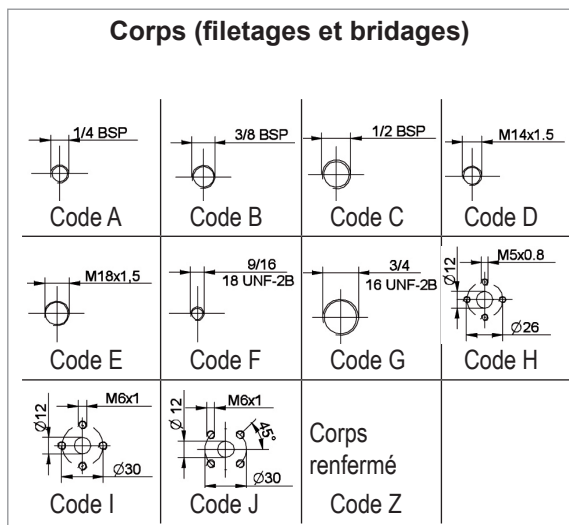 Corps (filetages et bridages)
1/4 BSP
Code A
3/8 BSP
Code B
1/2 BSP
Code C
M14x1.5
Code D
M18x1,5
Code E
9/16
18 UNF-2B
Code F
3/4
16 UNF-2B
Code G
M5x0.8
Ø12
Ø26
Code H
M6x1
Ø12
Ø30
Code I
M6x1
Ø12
45°
Ø30
Code J
Corps
renfermé
Code Z